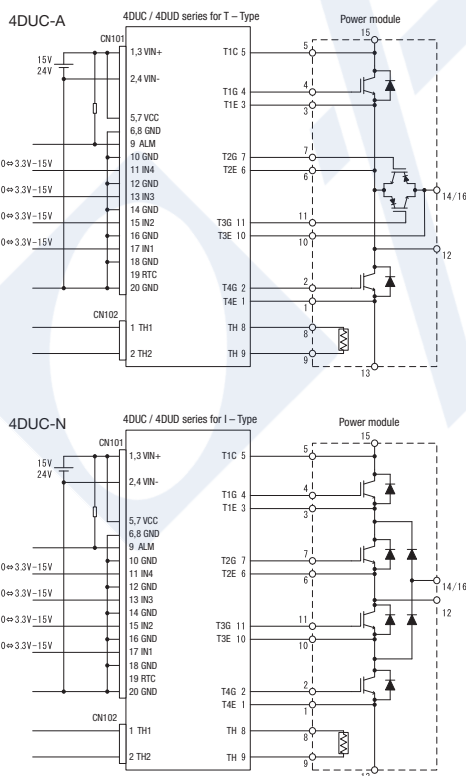 4DUC-A
4DUC / 4DUD series for T – Type
Power module
CN101
15V
24V
1,3 VIN+
2,4 VIN-
5,7 VCC
6,8 GND
9 ALM
10 GND
0⇔3.3V-15V 11 IN4
12 GND
0⇔3.3V-15V 13 IN3
14 GND
0⇔3.3V-15V 15 IN2
16 GND
0⇔3.3V-15V 17 IN1
18 GND
19 RTC
20 GND
CN102
1 TH1
2 TH2
T1C 5
T1G 4
T1E 3
T2G 7
T2E 6
T3G 11
T3E 10
T4G 2
T4E 1
TH 8
TH 9
15
5
4
3
7
6
11
10
2
1
8
9
14/16
12
13
4DUC-N
4DUC / 4DUD series for I – Type
Power module
CN101
15V
24V
1,3 VIN+
2,4 VIN-
5,7 VCC
6,8 GND
9 ALM
10 GND
0⇔3.3V-15V 11 IN4
12 GND
0⇔3.3V-15V 13 IN3
14 GND
0⇔3.3V-15V 15 IN2
16 GND
0⇔3.3V-15V 17 IN1
18 GND
19 RTC
20 GND
CN102
1 TH1
2 TH2
T1C 5
T1G 4
T1E 3
T2G 7
T2E 6
T3G 11
T3E 10
T4G 2
T4E 1
TH 8
TH 9
15
5
4
3
7
6
11
10
2
1
8
9
14/16
12
13